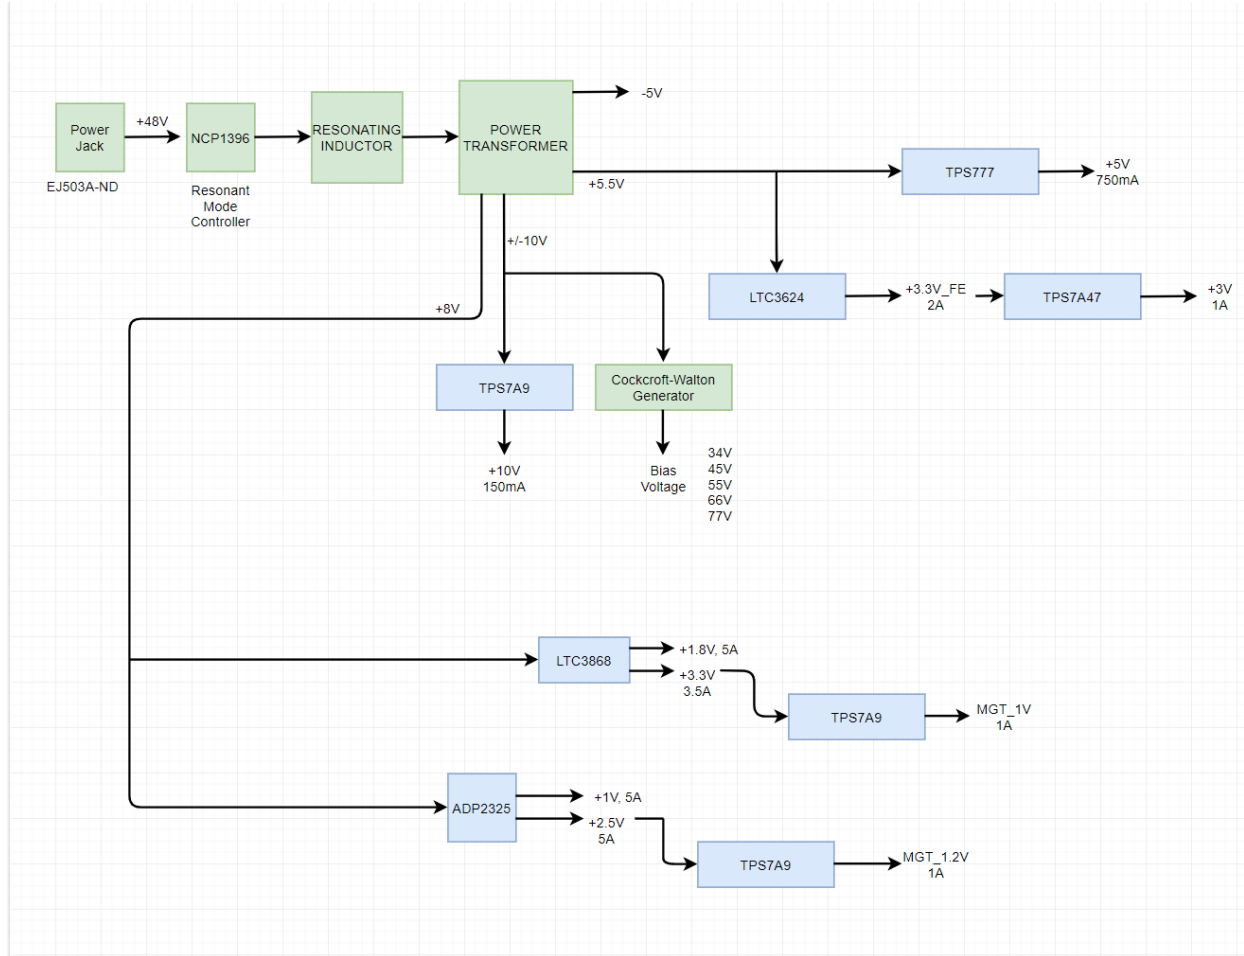 Power
Jack
EJ503A-ND
+48V
NCP1396
Resonant
Mode
Controller
RESONATING
INDUCTOR
POWER
TRANSFORMER
-5V
+5.5V
TPS777
+5V
750mA
LTC3624
+3.3V_FE
2A
TPS7A47
+3V
1A
+/-10V
+8V
TPS7A9
+10V
150mA
Cockcroft-Walton
Generator
Bias
Voltage
34V
45V
55V
66V
77V
LTC3868
+1.8V, 5A
+3.3V
3.5A
TPS7A9
MGT_1V
1A
ADP2325
+1V, 5A
+2.5V
5A
TPS7A9
MGT_1.2V
1A